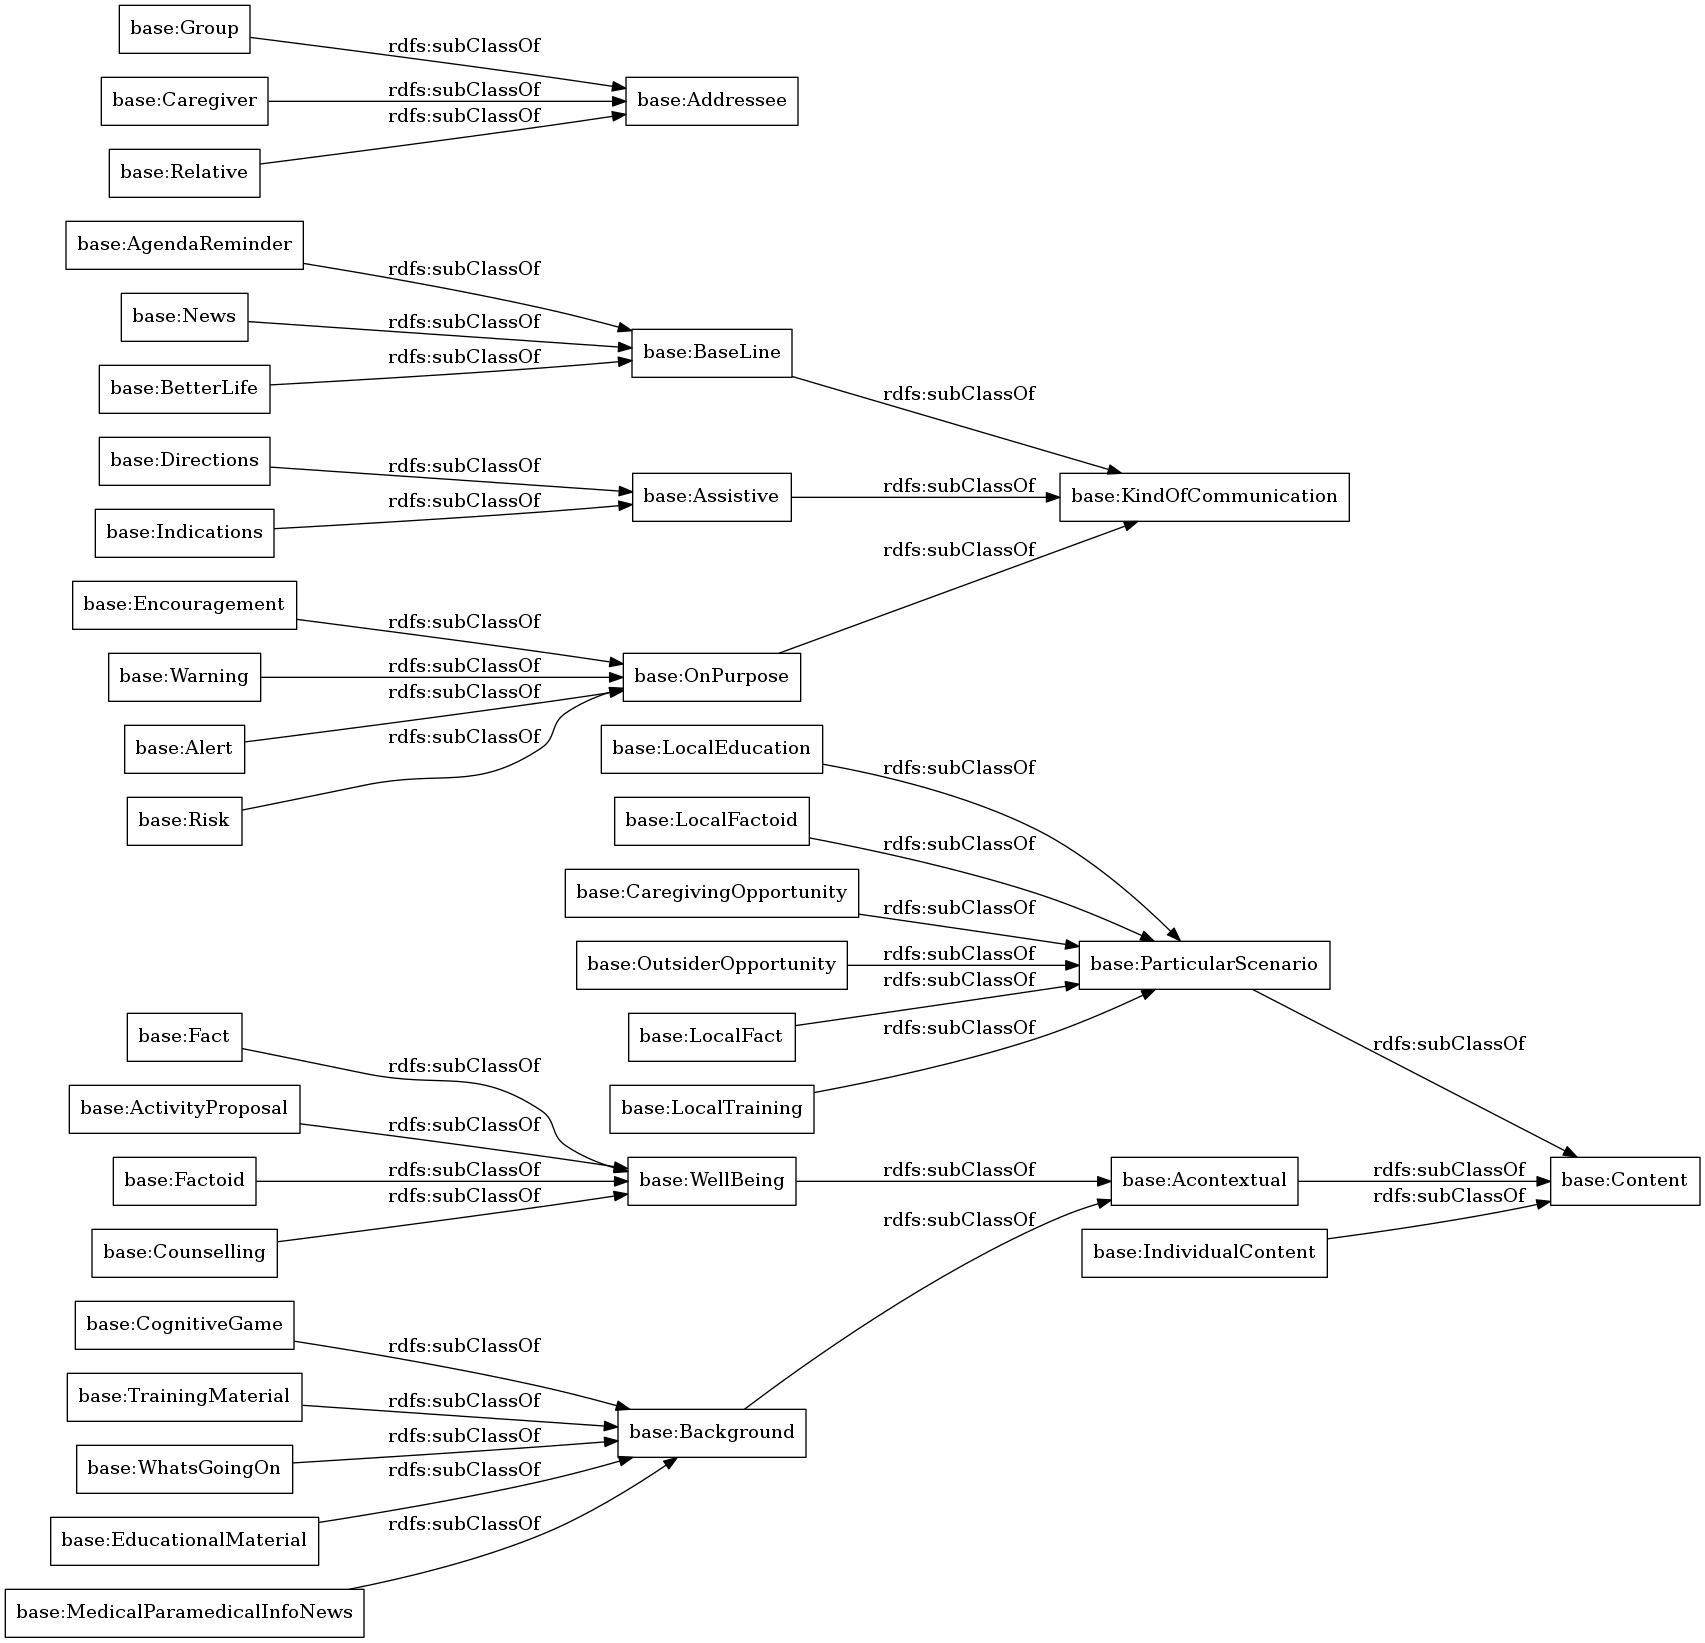 base:Group
rdfs:subClassOf
base:Caregiver
rdfs:subClassOf
base:Addressee
rdfs:subClassOf
base:Relative
base:AgendaReminder
rdfs:subClassOf
base:News
rdfs:subClassOf
base:BaseLine
rdfs:subClassOf
base:BetterLife
rdfs:subClassOf
base:Directions
rdfs:subClassOf
base:Assistive
rdfs:subClassOf
base:KindOfCommunication
rdfs:subClassOf
base:Indications
rdfs:subClassOf
base:Encouragement
rdfs:subClassOf
base:Warning
rdfs:subClassOf
base:OnPurpose
rdfs:subClassOf
base:Alert
rdfs:subClassOf
base:Risk
base:LocalEducation
rdfs:subClassOf
base:LocalFactoid
rdfs:subClassOf
base:CaregivingOpportunity
rdfs:subClassOf
base:OutsiderOpportunity
rdfs:subClassOf
base:ParticularScenario
rdfs:subClassOf
base:LocalFact
rdfs:subClassOf
rdfs:subClassOf
base:LocalTraining
base:Fact
rdfs:subClassOf
base:ActivityProposal
rdfs:subClassOf
base:Factoid
rdfs:subClassOf
base:WellBeing
rdfs:subClassOf
base:Acontextual
rdfs:subClassOf
base:Content
rdfs:subClassOf
base:Counselling
rdfs:subClassOf
rdfs:subClassOf
base:IndividualContent
base:CognitiveGame
rdfs:subClassOf
base:TrainingMaterial
rdfs:subClassOf
base:Background
base:WhatsGoingOn
rdfs:subClassOf
rdfs:subClassOf
base:EducationalMaterial
rdfs:subClassOf
base:MedicalParamedicalInfoNews